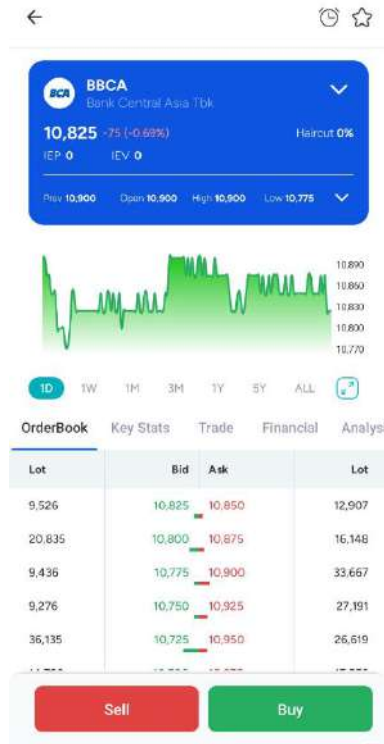 BCA
BBCA
Bank Central Asia Tbk
10,825 -75 (-0.69%)
Haircut 0%
IEP 0 IEV 0
Prev 10,900 Open 10,900 High 10,900 Low 10,775
10,890
10,860
10,830
10,800
10,770
1D 1W 1M 3M 1Y 5Y ALL
OrderBook Key Stats Trade Financial Analys
Lot Bid Ask Lot
9,526 10,825 10,850 12,907
20,835 10,800 10,875 16,148
9,436 10,775 10,900 33,667
9,276 10,750 10,925 27,191
36,135 10,725 10,950 26,619
Sell Buy